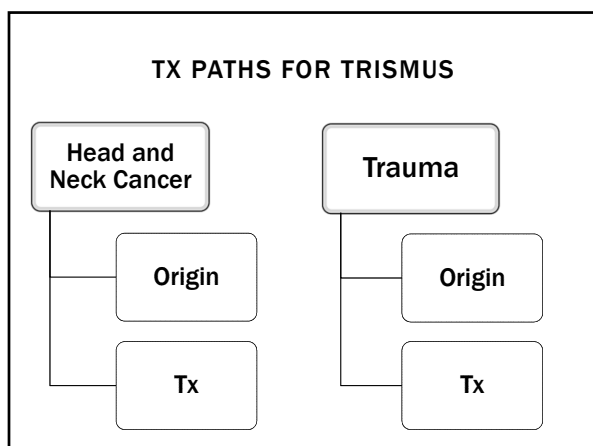 TX PATHS FOR TRISMUS
Head and
Neck Cancer
Origin
Tx
Trauma
Origin
Tx